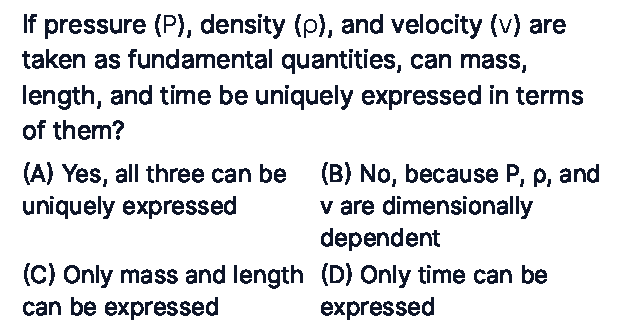 If pressure (P), density (ρ), and velocity (v) are
taken as fundamental quantities, can mass,
length, and time be uniquely expressed in terms
of them?
(A) Yes, all three can be
uniquely expressed
(B) No, because P, ρ, and
v are dimensionally
dependent
(C) Only mass and length
can be expressed
(D) Only time can be
expressed